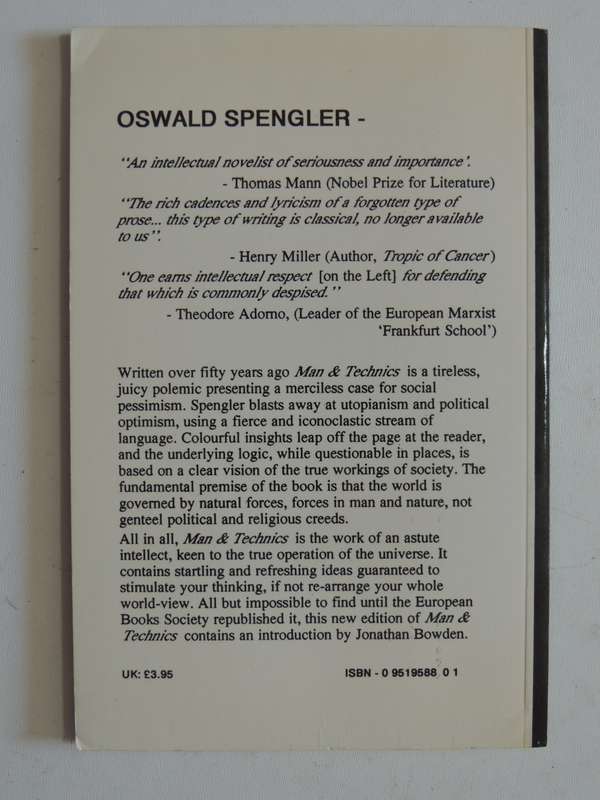 OSWALD SPENGLER -
"An intellectual novelist of seriousness and importance'.
- Thomas Mann (Nobel Prize for Literature)
"The rich cadences and lyricism of a forgotten type of
prose... this type of writing is classical, no longer available
to us".
- Henry Miller (Author, Tropic of Cancer)
"One earns intellectual respect [on the Left] for defending
that which is commonly despised."
- Theodore Adorno, (Leader of the European Marxist
'Frankfurt School')
Written over fifty years ago Man & Technics is a tireless,
juicy polemic presenting a merciless case for social
pessimism. Spengler blasts away at utopianism and political
optimism, using a fierce and iconoclastic stream of
language. Colourful insights leap off the page at the reader,
and the underlying logic, while questionable in places, is
based on a clear vision of the true workings of society. The
fundamental premise of the book is that the world is
governed by natural forces, forces in man and nature, not
genteel political and religious creeds.
All in all, Man & Technics is the work of an astute
intellect, keen to the true operation of the universe. It
contains startling and refreshing ideas guaranteed to
stimulate your thinking, if not re-arrange your whole
world-view. All but impossible to find until the European
Books Society republished it, this new edition of Man &
Technics contains an introduction by Jonathan Bowden.
UK: £3.95
ISBN - 0 9519588 0 1